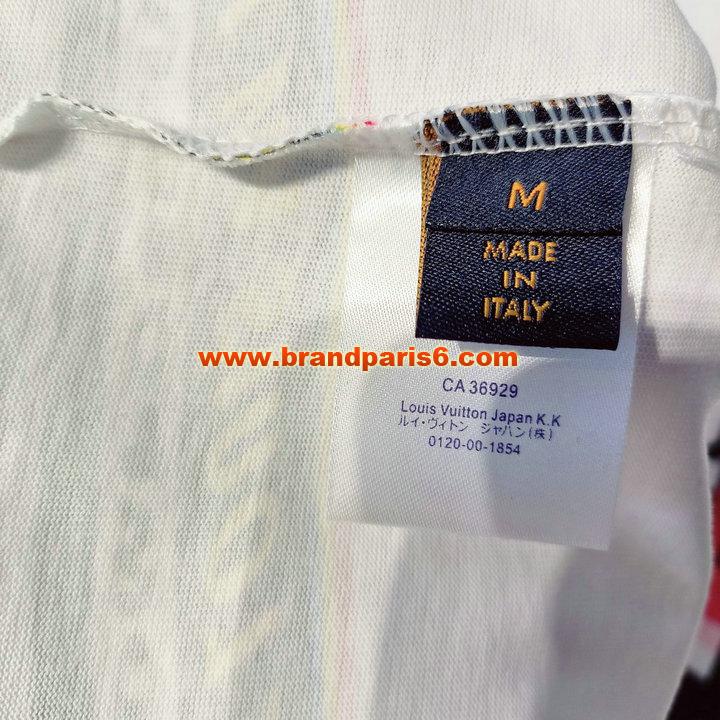 M
MADE
IN
ITALY
www.brandparis6.com
CA 36929
Louis Vuitton Japan K.K
ルイ・ヴィトン ジャハン(株)
0120-00-1854